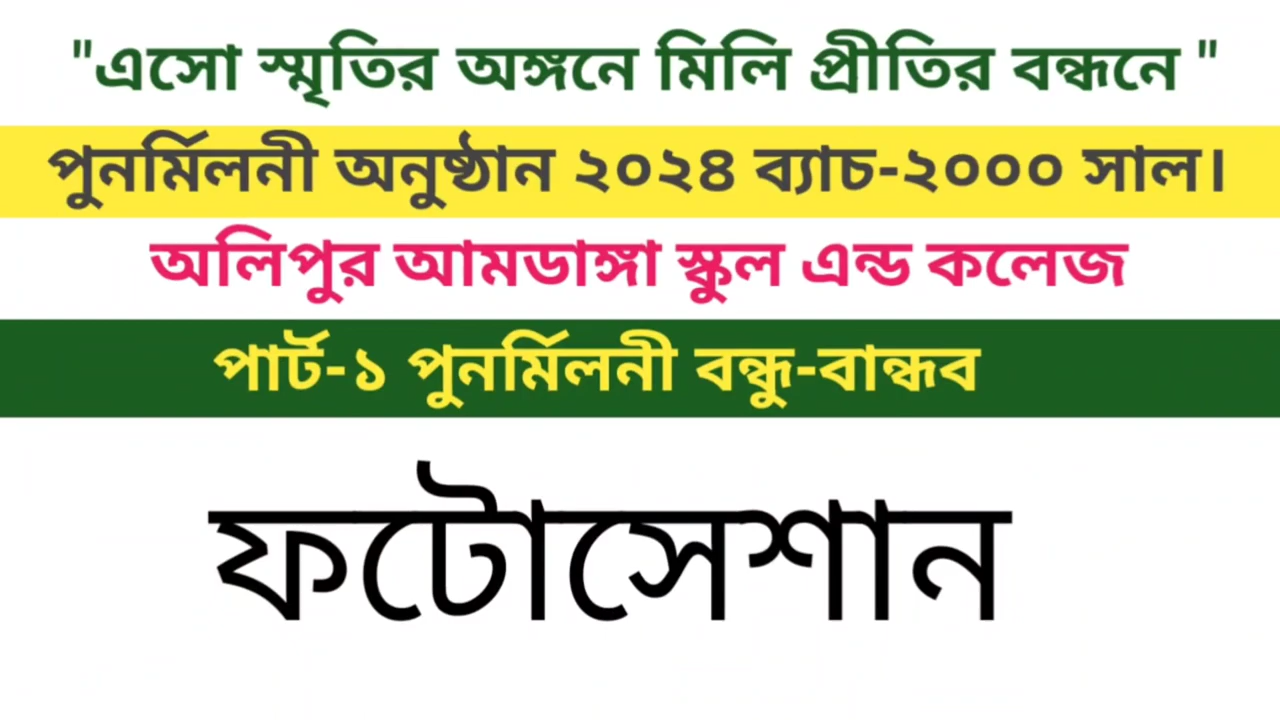 "এসো স্মৃতির অঙ্গনে মিলি প্রীতির বন্ধনে "
পুনর্মিলনী অনুষ্ঠান ২০২৪ ব্যাচ-২০০০ সাল।
অলিপুর আমডাঙ্গা স্কুল এন্ড কলেজ
পার্ট-১ পুনর্মিলনী বন্ধু-বান্ধব
ফটোসেশান